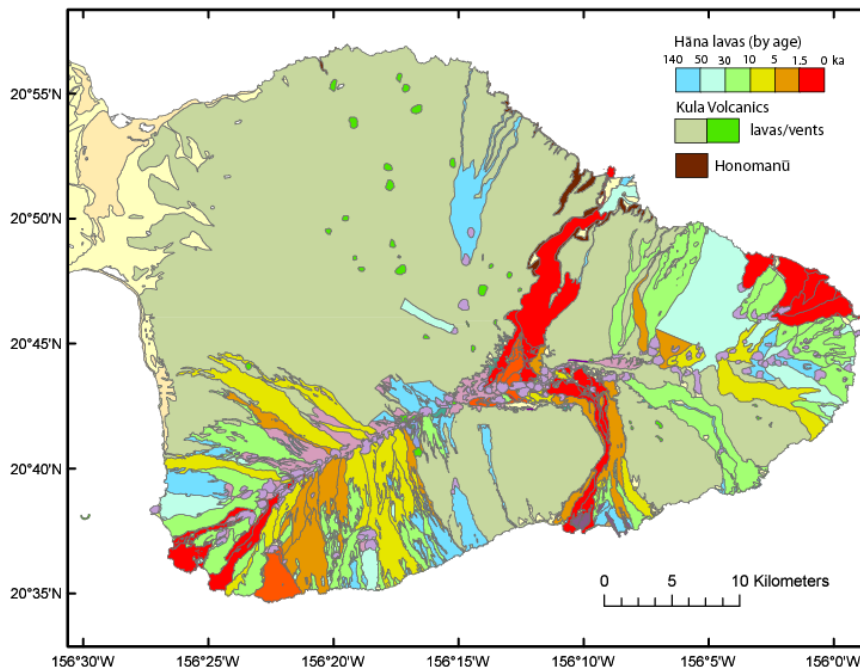 Hāna lavas (by age)
140 50 30 10 5 1.5 0 ka
Kula Volcanics
lavas/vents
Honomanū
20°55'N
20°50'N
20°45'N
20°40'N
20°35'N
0 5 10 Kilometers
156°30'W 156°25'W 156°20'W 156°15'W 156°10'W 156°5'W 156°0'W